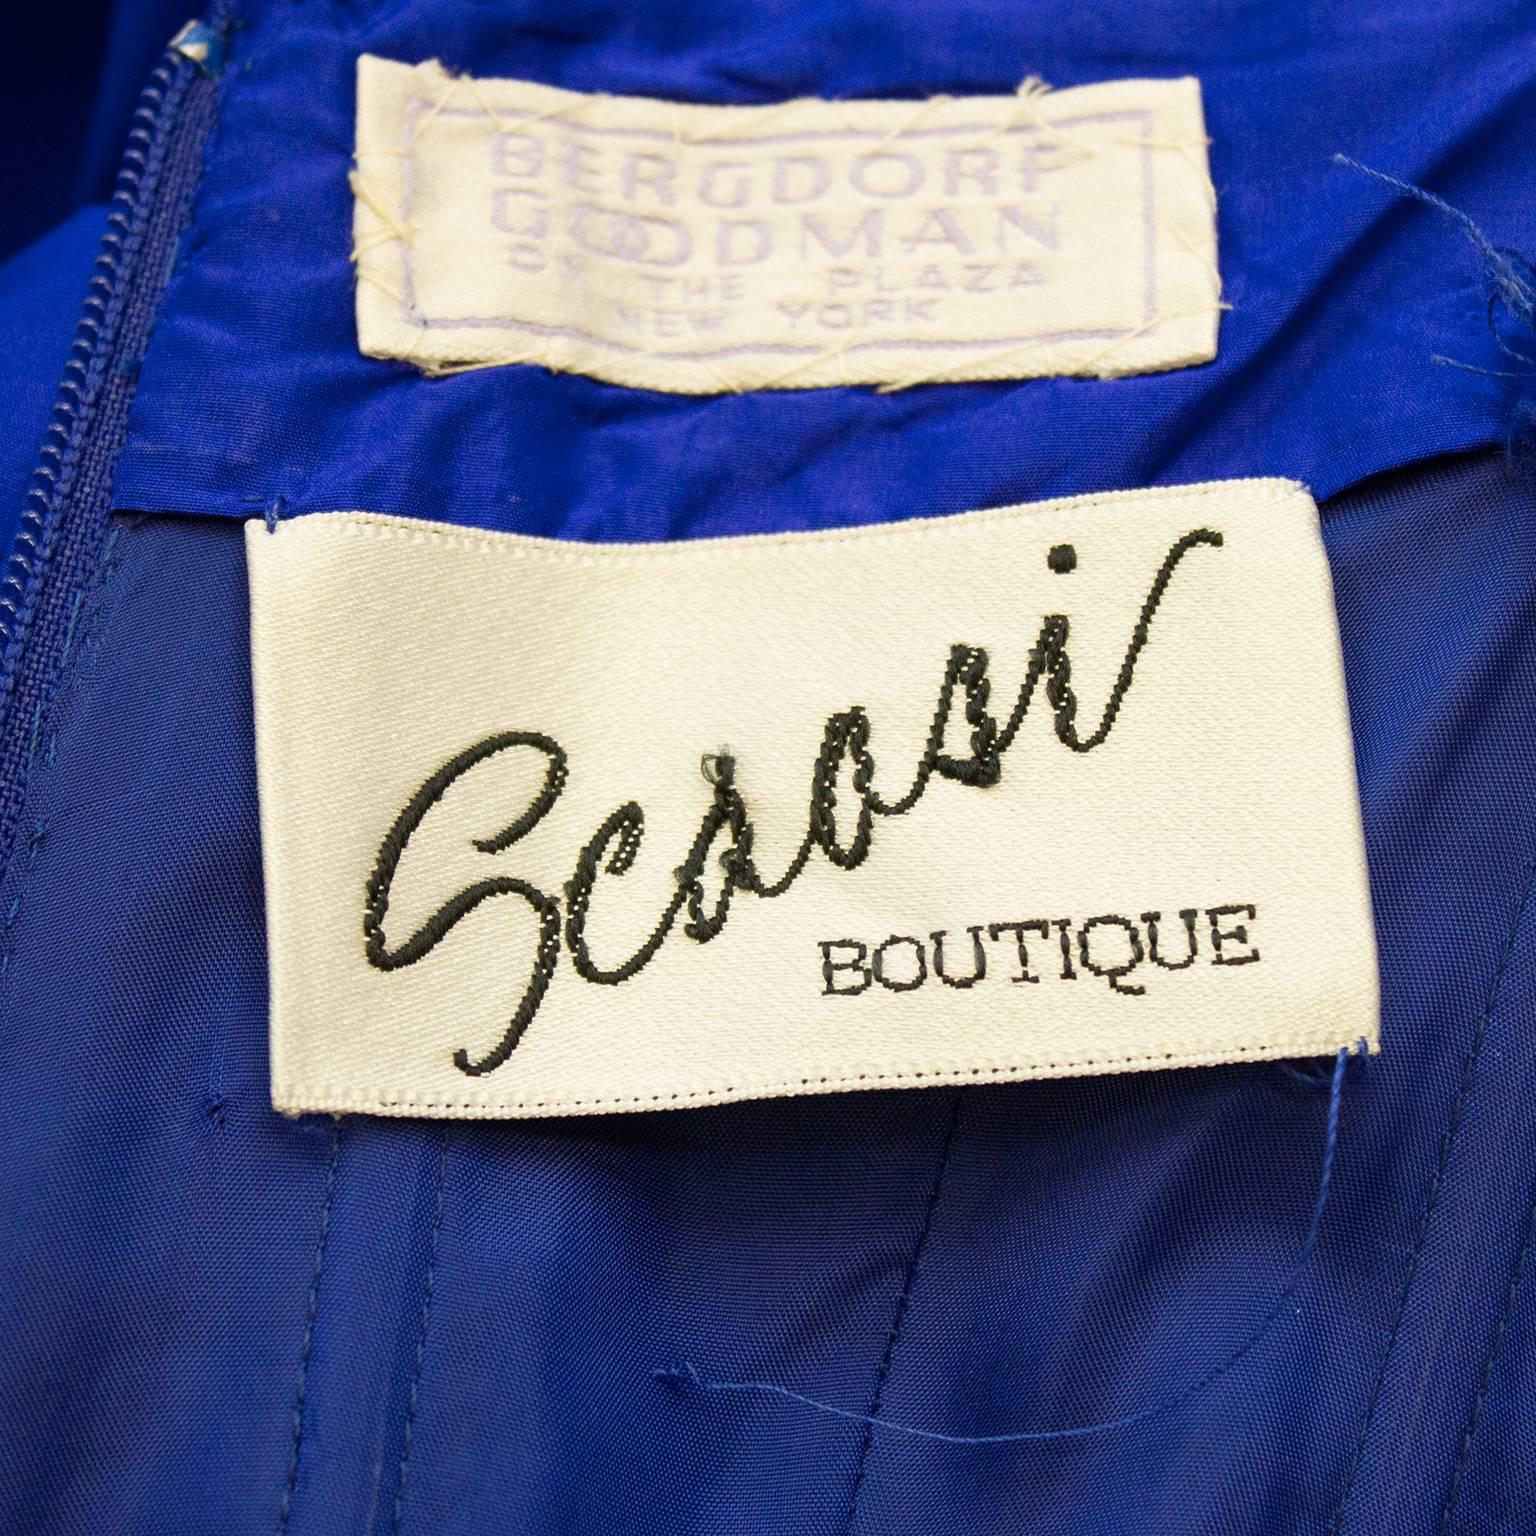 BERGDORF
GOODMAN
ON THE PLAZA
NEW YORK
Scaasi
BOUTIQUE